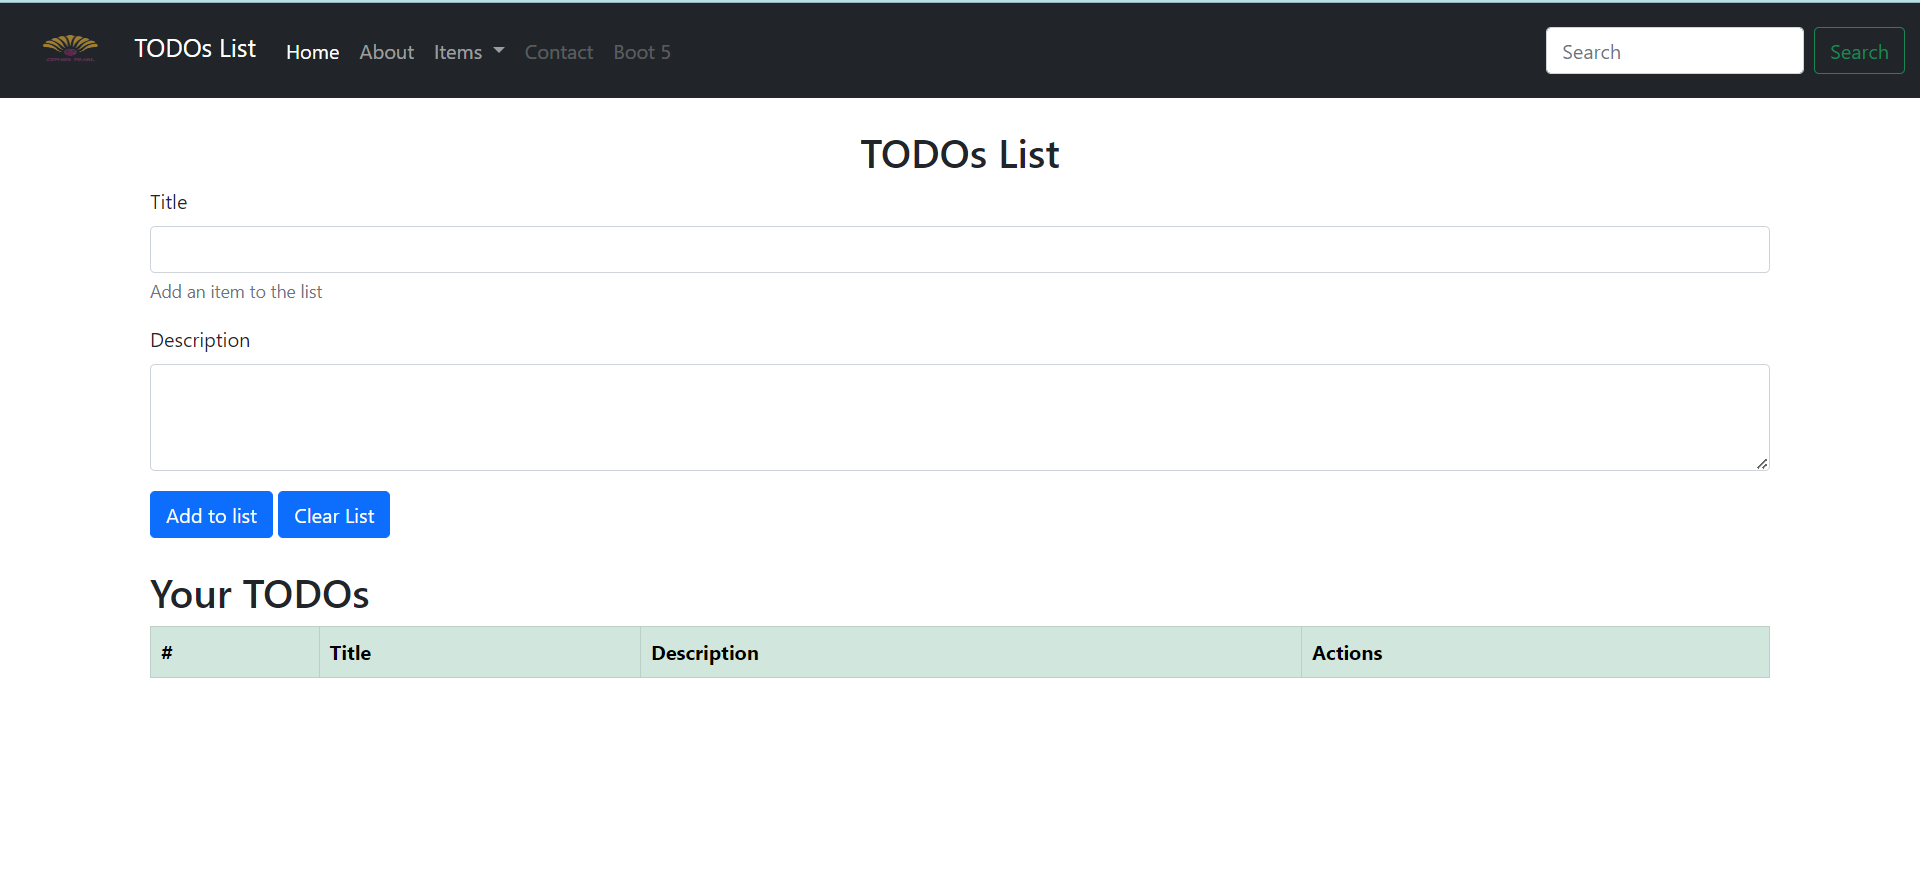 TODOs List Home About Items Contact Boot 5 Search Search
TODOs List
Title
Add an item to the list
Description
Add to list Clear List
Your TODOs
# Title Description Actions